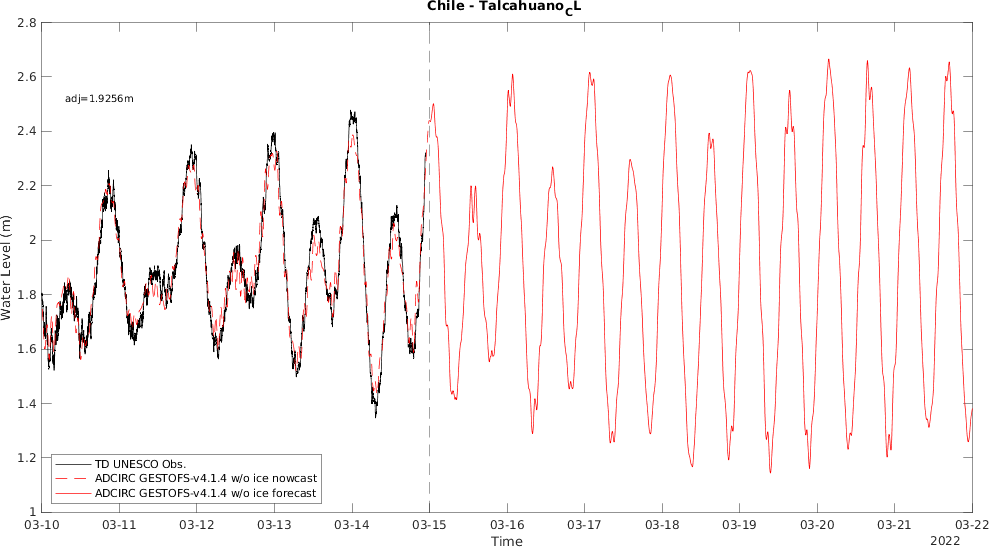 Chile - Talcahuano_CL
2.8
2.6
adj=1.9256m
2.4
2.2
2
1.8
1.6
1.4
1.2
1
Water Level (m)
TD UNESCO Obs.
ADCIRC GESTOFS-v4.1.4 w/o ice nowcast
ADCIRC GESTOFS-v4.1.4 w/o ice forecast
03-10 03-11 03-12 03-13 03-14 03-15 03-16 03-17 03-18 03-19 03-20 03-21 03-22
Time
2022